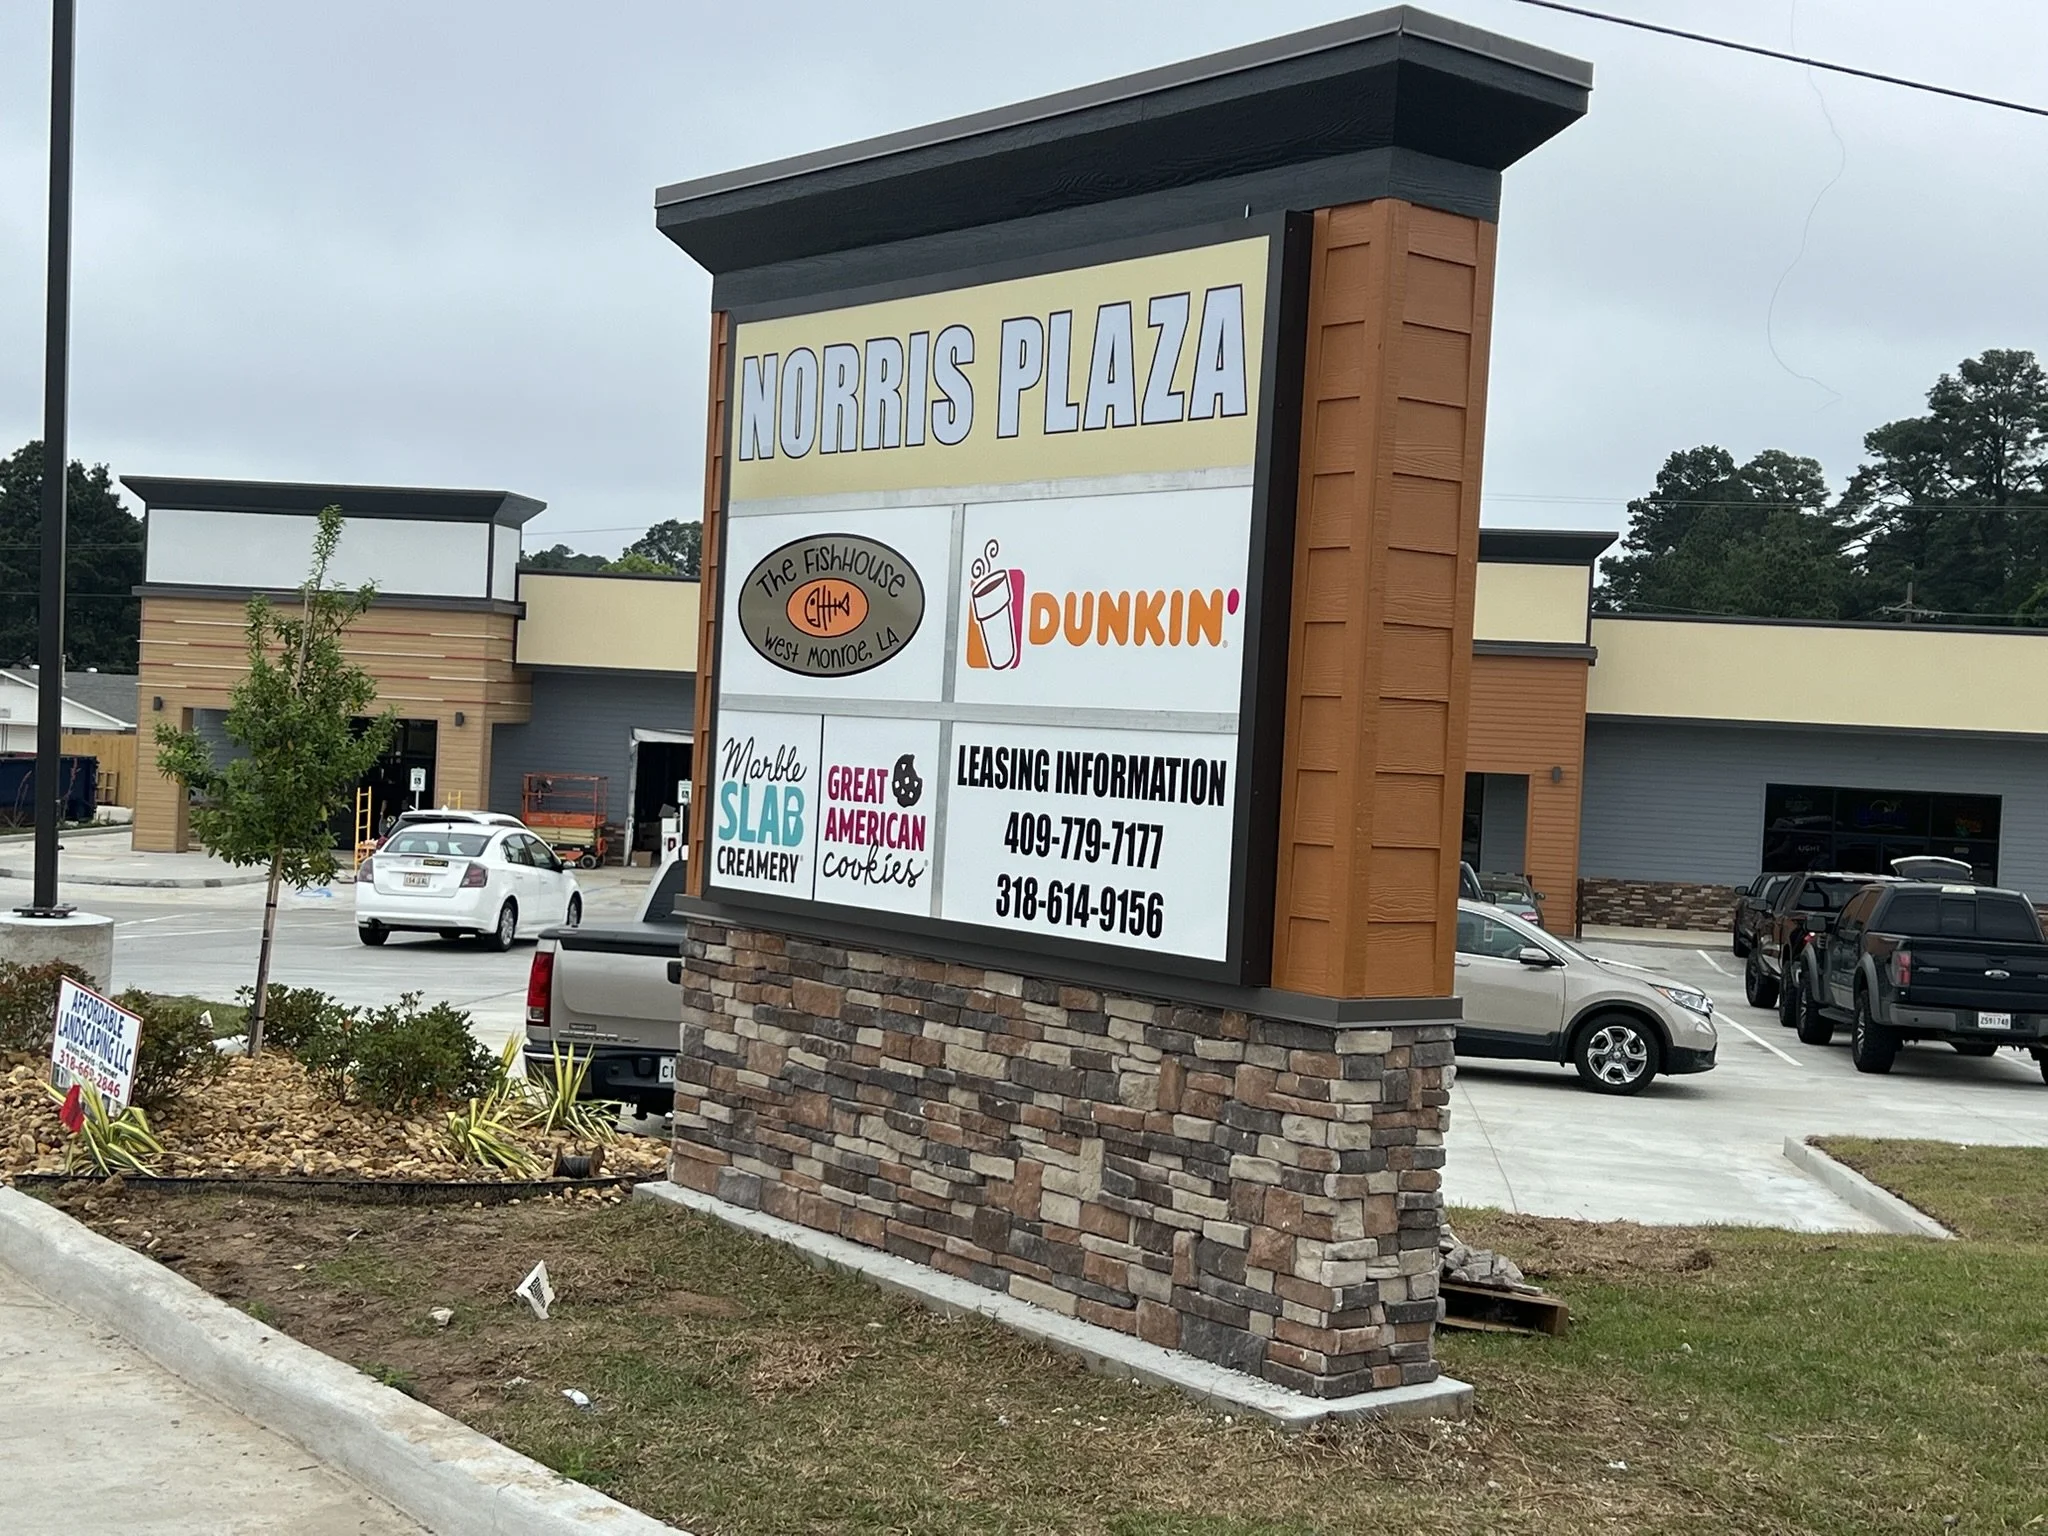 NORRIS PLAZA
The FisHHOUSE
West Monroe, LA
DUNKIN'
Marble
SLAB
CREAMERY
GREAT
AMERICAN
cookies
LEASING INFORMATION
409-779-7177
318-614-9156
AFFORDABLE
LANDSCAPING LLC
Owner